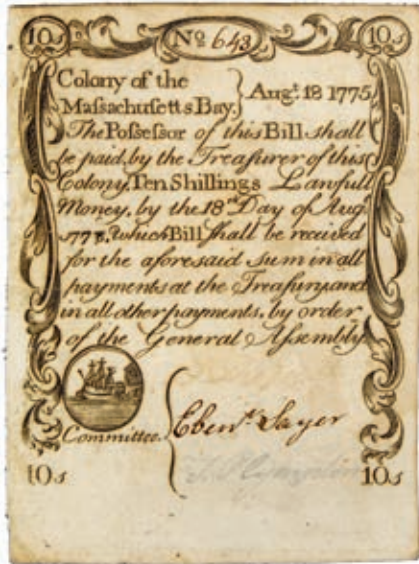 10s No 643 10s
Colony of the
Massachusetts Bay. } Augt. 18 1775
The Possessor of this Bill shall
be paid, by the Treasurer of this
Colony, Ten Shillings Lawfull
Money, by the 18th Day of Augt.
1778, which Bill shall be received
for the aforesaid sum in all
payments at the Treasury and
in all other payments, by order
of the General Assembly
Committee. { Ebenr. Sayer
10s 10s